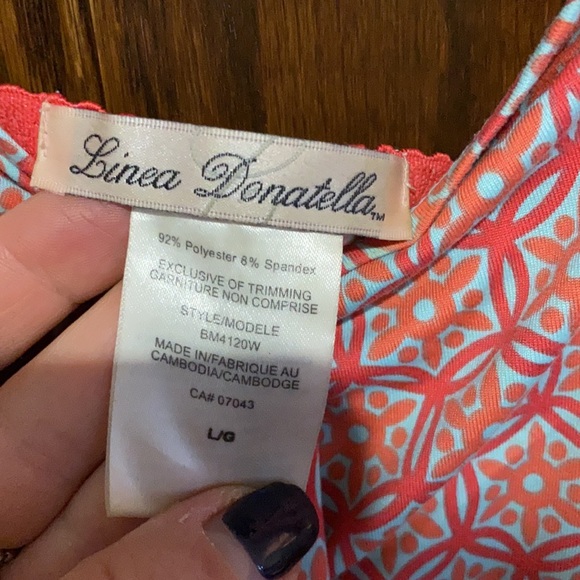 Linea Donatella™
92% Polyester 8% Spandex
EXCLUSIVE OF TRIMMING
GARNITURE NON COMPRISE
STYLE/MODELE
BM4120W
MADE IN/FABRIQUE AU
CAMBODIA/CAMBODGE
CA# 07043
L/G